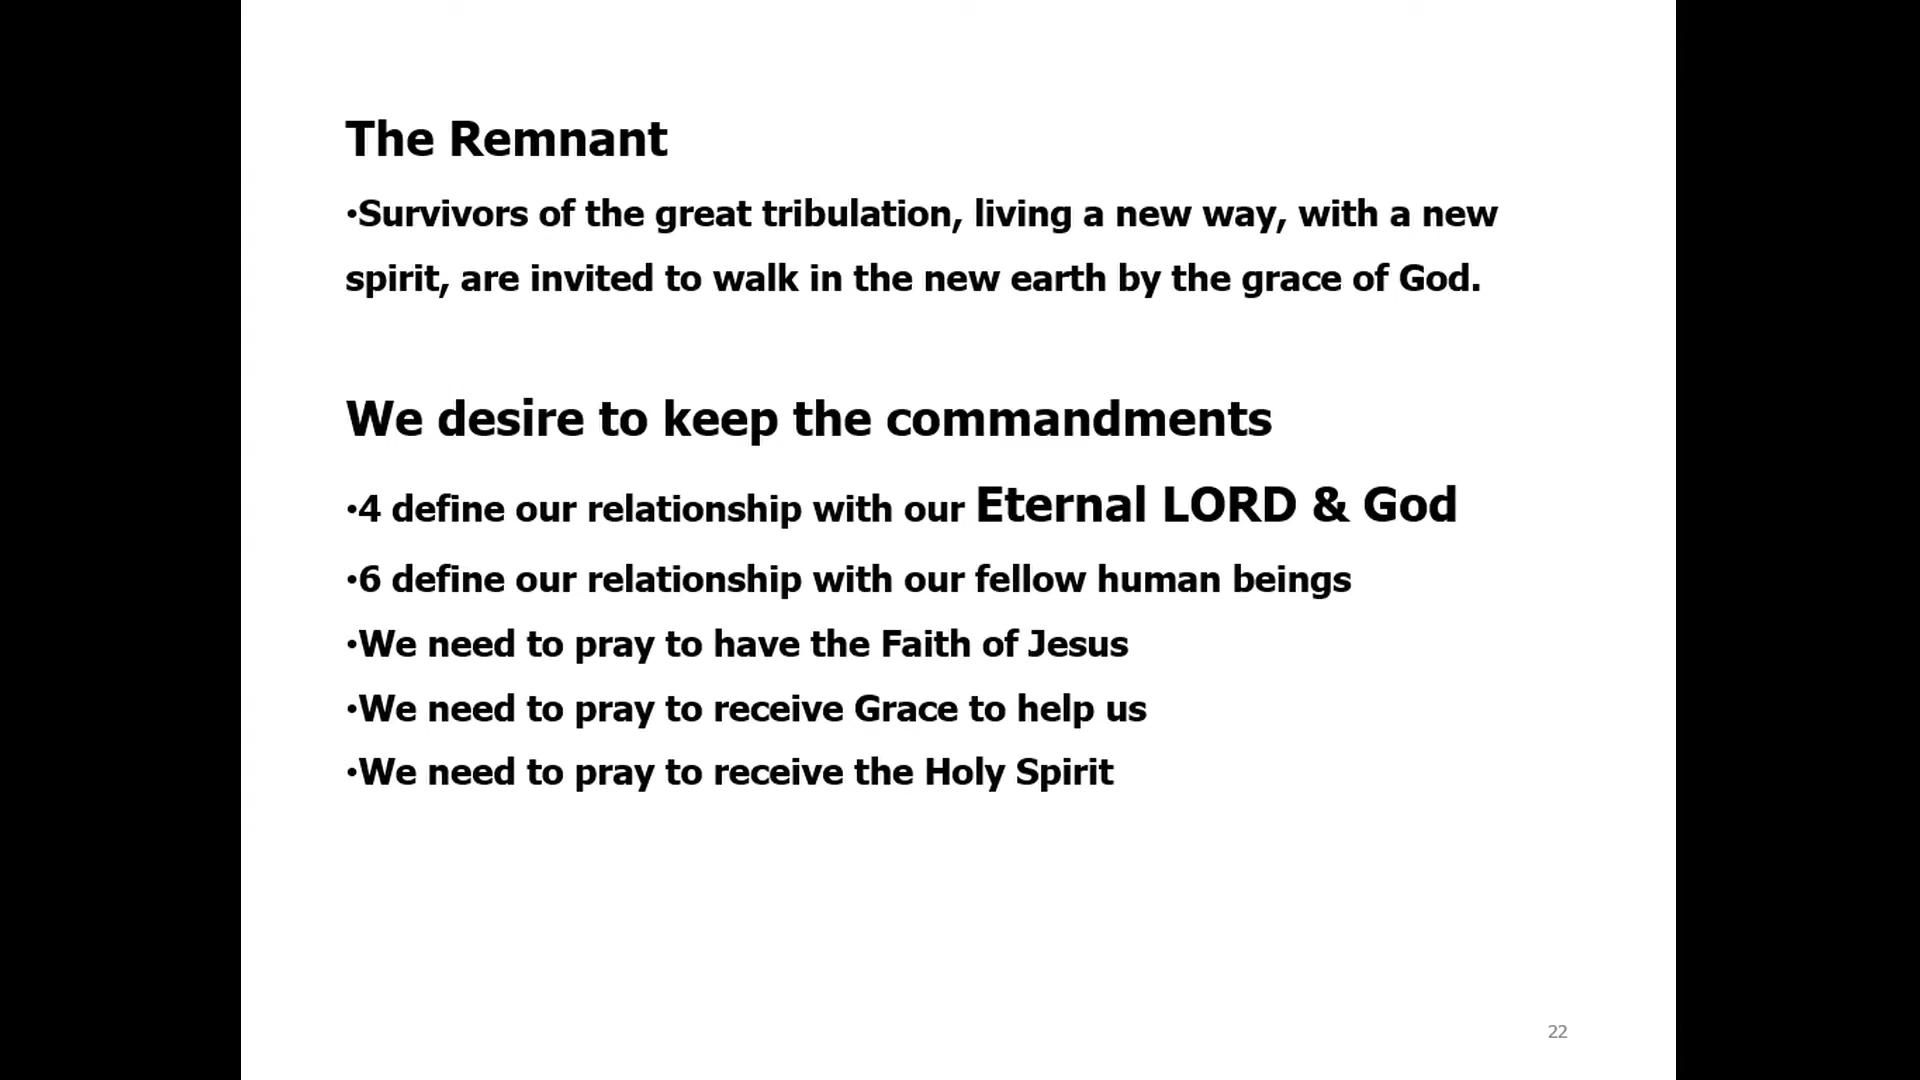 The Remnant
•Survivors of the great tribulation, living a new way, with a new
spirit, are invited to walk in the new earth by the grace of God.
We desire to keep the commandments
•4 define our relationship with our Eternal LORD & God
•6 define our relationship with our fellow human beings
•We need to pray to have the Faith of Jesus
•We need to pray to receive Grace to help us
•We need to pray to receive the Holy Spirit
22